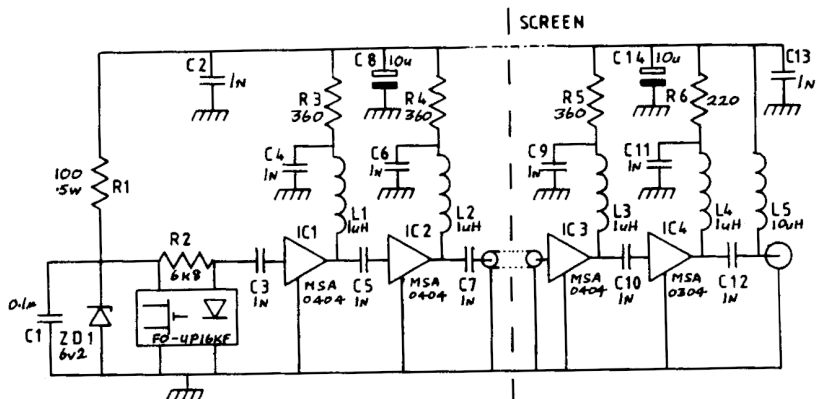 SCREEN
C2
1N
C8
10u
C14
10u
C13
1N
R3
360
R4
360
R5
360
R6
220
C4
1N
C6
1N
C9
1N
C11
1N
100
.5W
R1
L1
1uH
L2
1uH
L3
1uH
L4
1uH
L5
10uH
R2
6K8
IC1
IC2
IC3
IC4
C3
1N
MSA
0404
C5
1N
MSA
0404
C7
1N
MSA
0404
C10
1N
MSA
0304
C12
1N
0.1u
C1
ZD1
6v2
FO-UP16KF